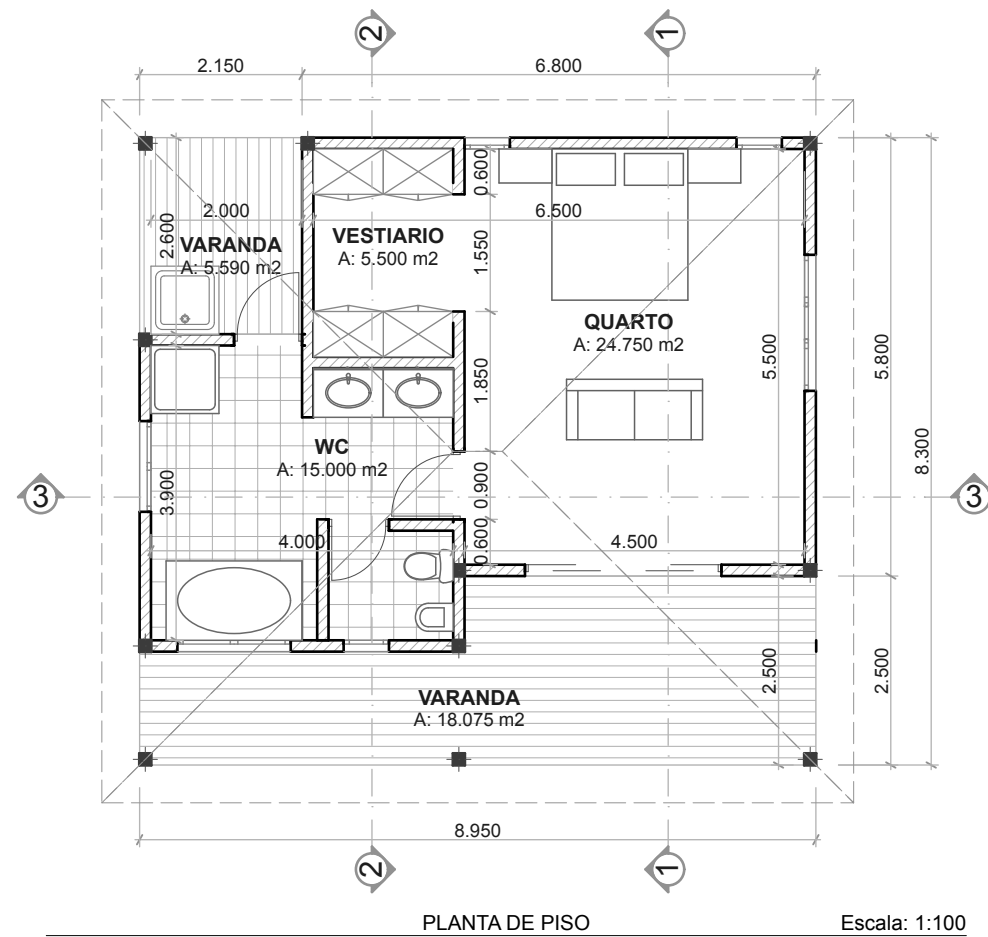 2
1
2.150
6.800
0.600
2.000
6.500
2.600
VARANDA
A: 5.590 m2
VESTIARIO
A: 5.500 m2
1.550
QUARTO
A: 24.750 m2
5.500
5.800
1.850
8.300
WC
A: 15.000 m2
3
3.900
0.900
3
4.000
0.600
4.500
VARANDA
A: 18.075 m2
2.500
2.500
8.950
2
1
PLANTA DE PISO
Escala: 1:100